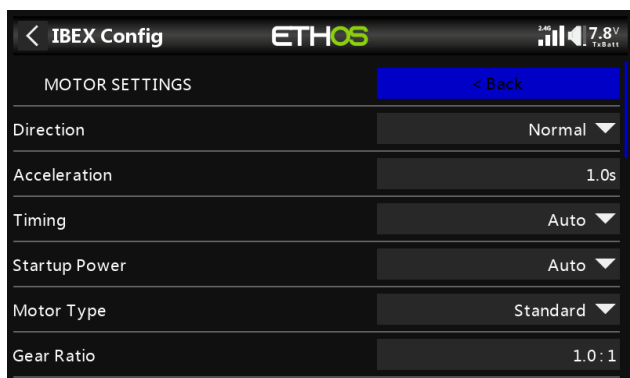 IBEX Config ETHOS 2.4G 7.8V
TxBatt
MOTOR SETTINGS < Back
Direction Normal
Acceleration 1.0s
Timing Auto
Startup Power Auto
Motor Type Standard
Gear Ratio 1.0:1